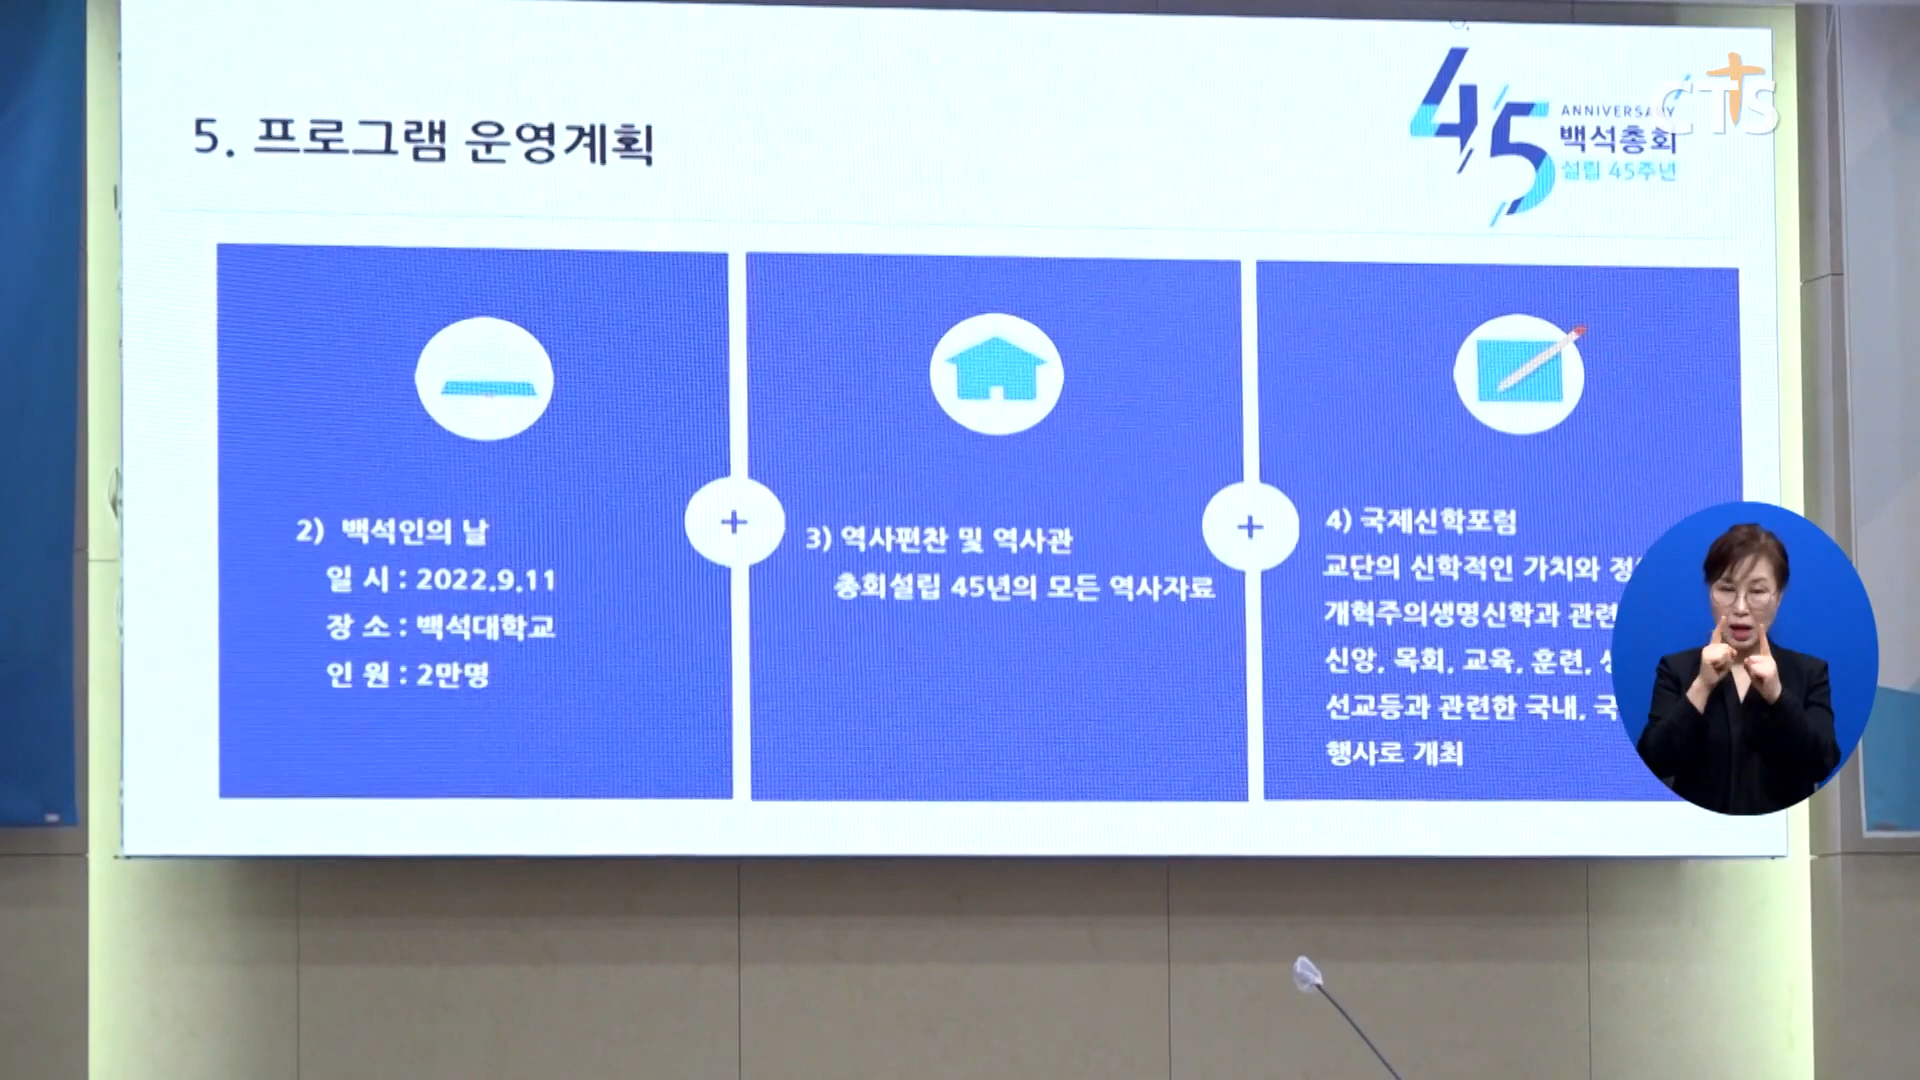 5. 프로그램 운영계획
45
ANNIVERSARY
백석총회
설립 45주년
CTS
2) 백석인의 날
일 시 : 2022.9.11
장 소 : 백석대학교
인 원 : 2만명
+
3) 역사편찬 및 역사관
총회설립 45년의 모든 역사자료
+
4) 국제신학포럼
교단의 신학적인 가치와
개혁주의생명신학과 관련
신앙, 목회, 교육, 훈련,
선교등과 관련한 국내,
행사로 개최